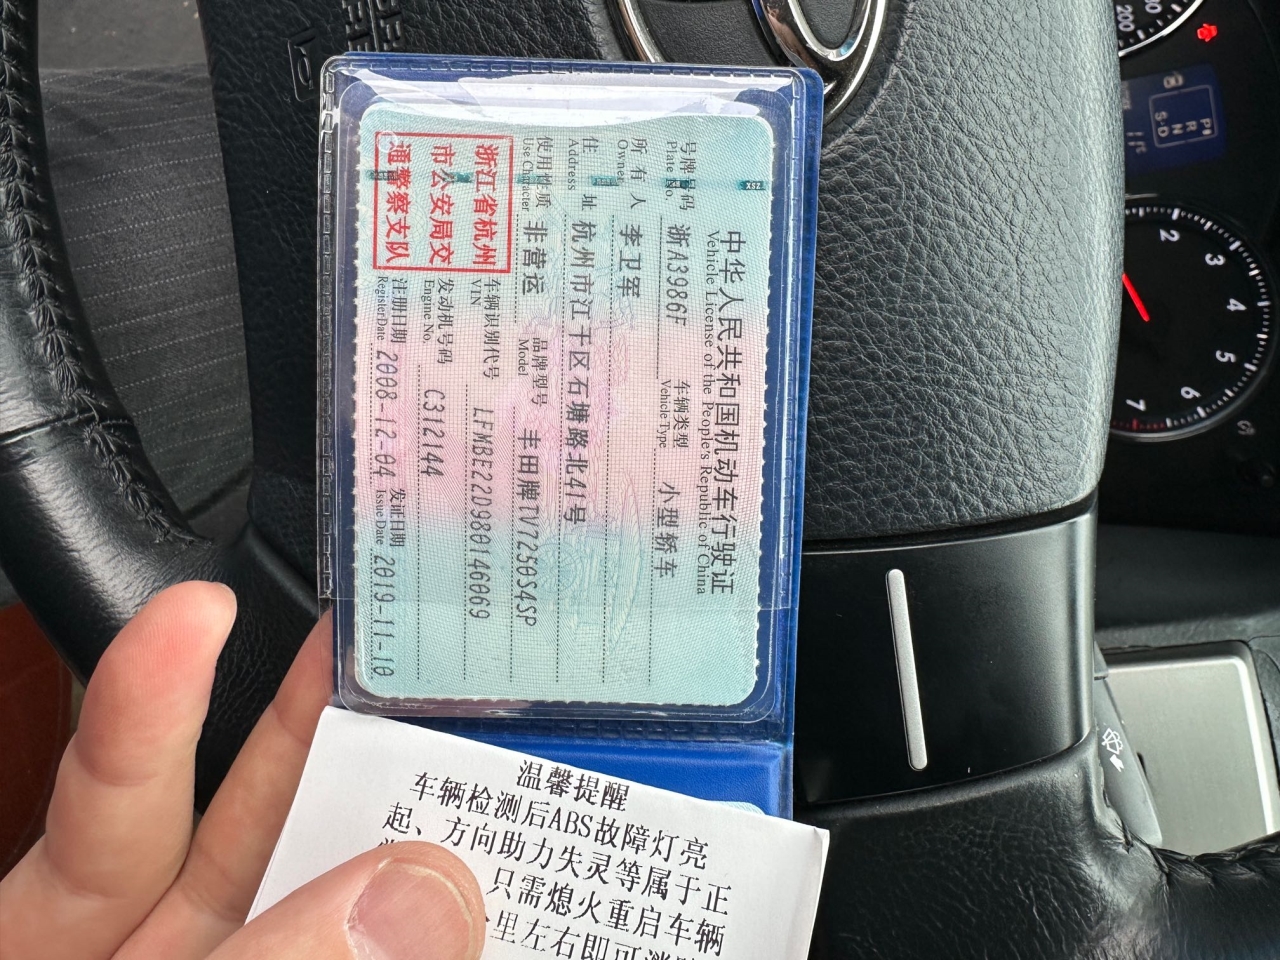 中华人民共和国机动车行驶证
Vehicle License of the People's Republic of China
号牌号码 浙A3986F 车辆类型 小型轿车
Plate No. Vehicle Type
所有人 李卫军
Owner
住址 杭州市江干区石塘路北41号
Address
使用性质 非营运 品牌型号 丰田牌TV7250S4SP
Use Character Model
浙江省杭州
市公安局交
通警察支队
车辆识别代号 LFMBE22D980146069
VIN
发动机号码 C312144
Engine No.
注册日期 2008-12-04 发证日期 2019-11-10
Register Date Issue Date
XSZ
温馨提醒
车辆检测后ABS故障灯亮
起、方向助力失灵等属于正
只需熄火重启车辆
里左右即可消
200
P
R
N
S-D
2
3
4
5
6
7